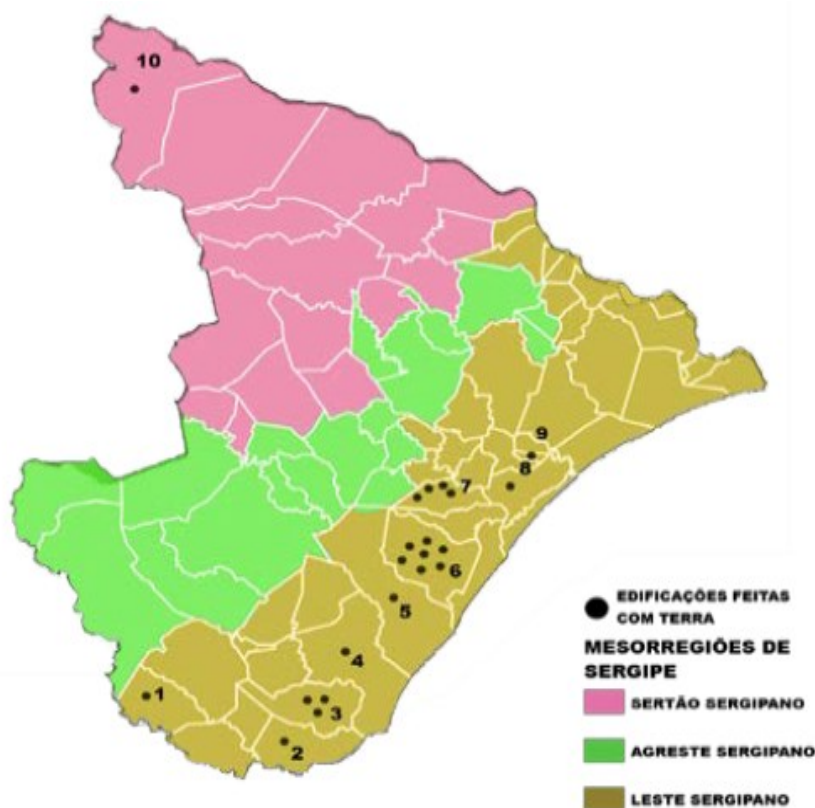 10
9
8
7
6
5
4
3
2
1
EDIFICAÇÕES FEITAS
COM TERRA
MESORREGIÕES DE
SERGIPE
SERTÃO SERGIPANO
AGRESTE SERGIPANO
LESTE SERGIPANO